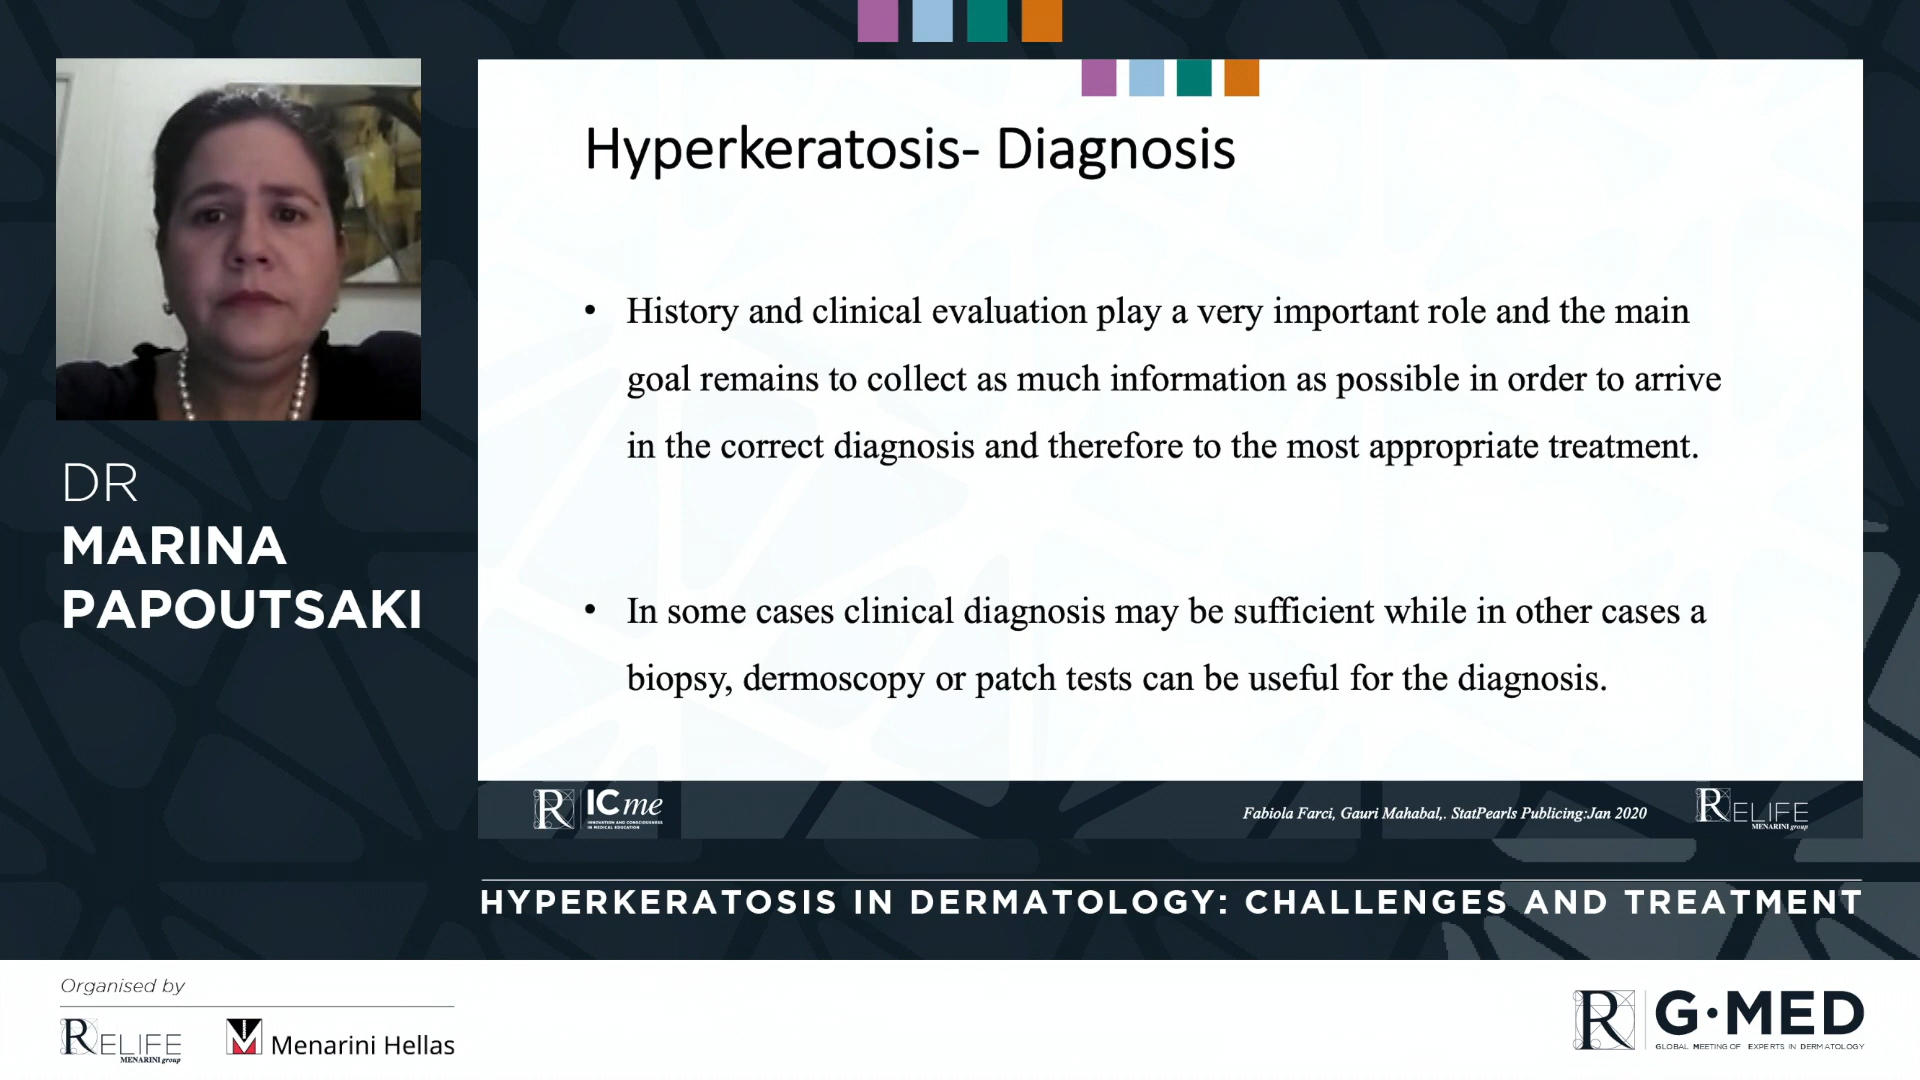 Hyperkeratosis- Diagnosis
• History and clinical evaluation play a very important role and the main
goal remains to collect as much information as possible in order to arrive
in the correct diagnosis and therefore to the most appropriate treatment.
• In some cases clinical diagnosis may be sufficient while in other cases a
biopsy, dermoscopy or patch tests can be useful for the diagnosis.
DR
MARINA
PAPOUTSAKI
R ICme
INNOVATION AND CONSCIOUSNESS
IN MEDICAL EDUCATION
Fabiola Farci, Gauri Mahabal,. StatPearls Publicing:Jan 2020
RELIFE
MENARINI group
HYPERKERATOSIS IN DERMATOLOGY: CHALLENGES AND TREATMENT
Organised by
RELIFE
MENARINI group
Menarini Hellas
R G·MED
GLOBAL MEETING OF EXPERTS IN DERMATOLOGY